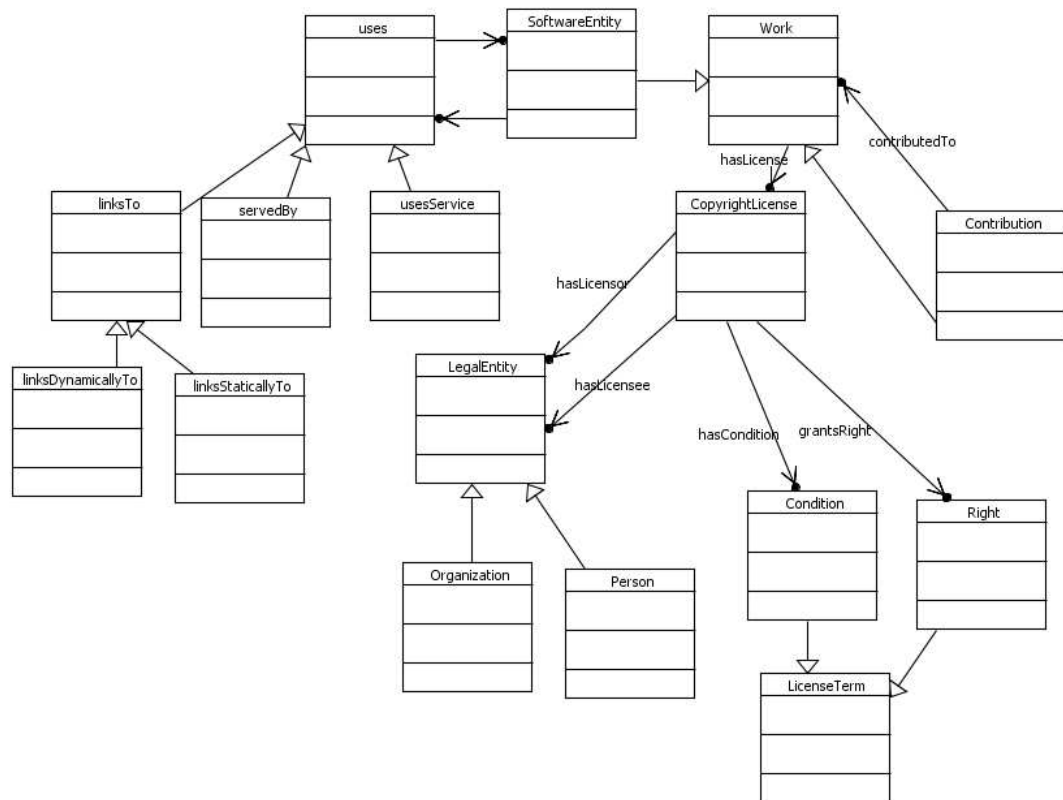 uses
SoftwareEntity
Work
hasLicense
contributedTo
linksTo
servedBy
usesService
CopyrightLicense
Contribution
hasLicensor
linksDynamicallyTo
linksStaticallyTo
LegalEntity
hasLicensee
hasCondition
grantsRight
Condition
Right
Organization
Person
LicenseTerm